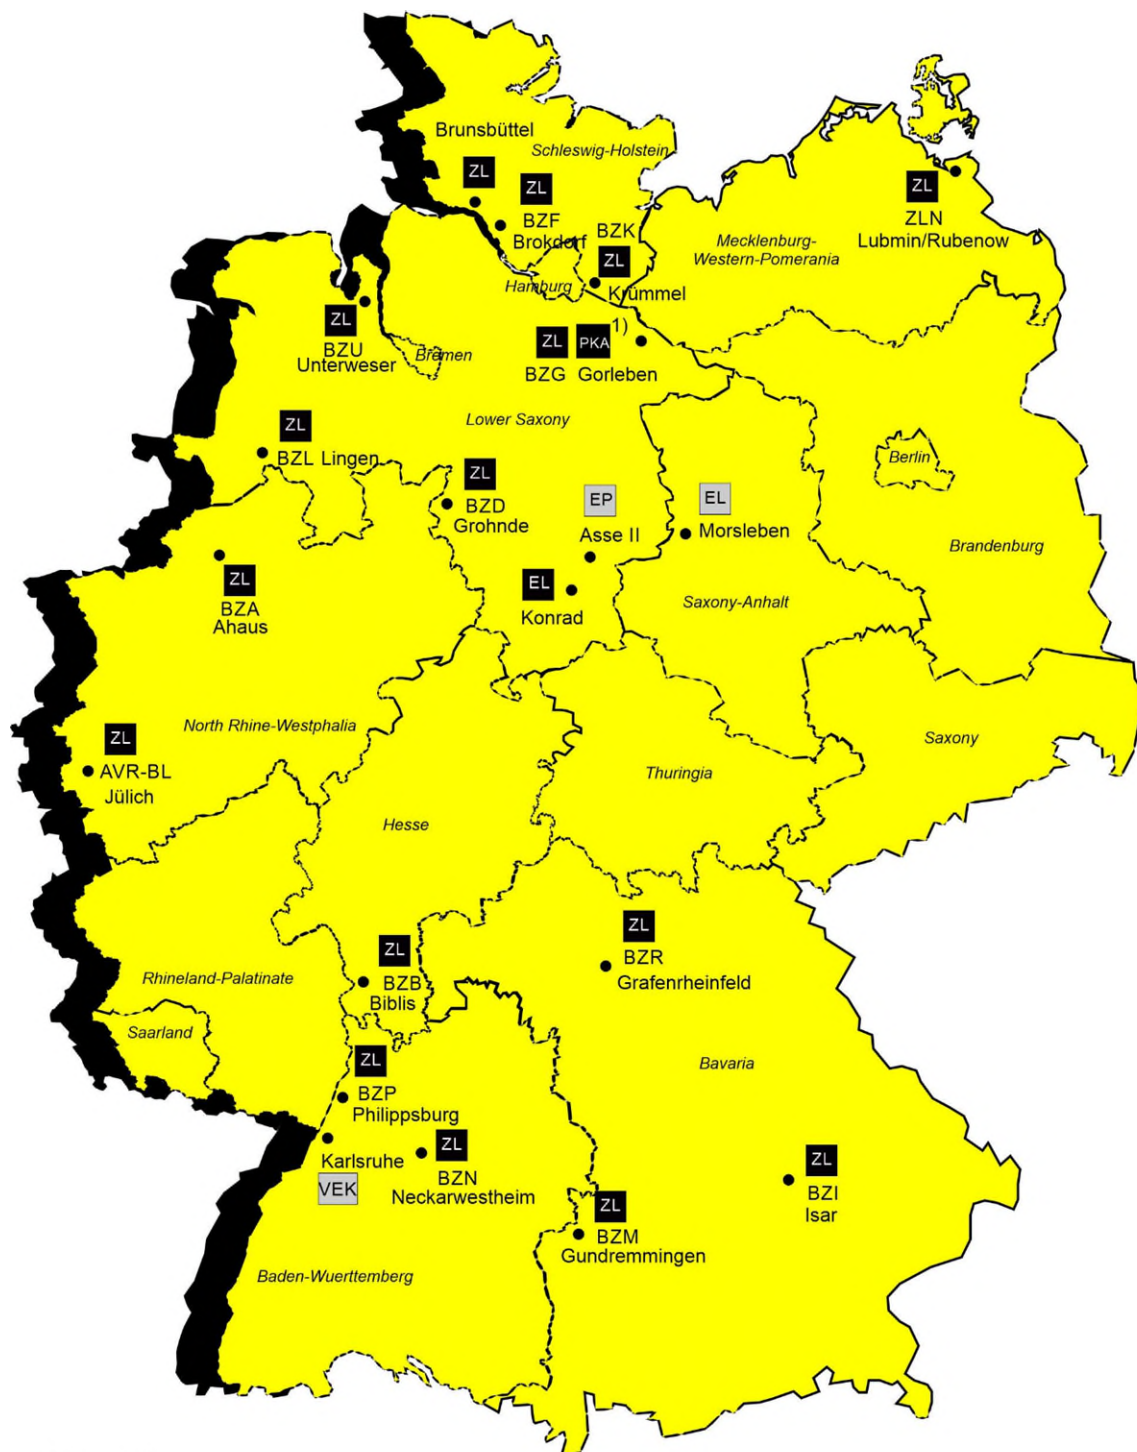 Brunsbüttel
Schleswig-Holstein
ZL
ZL
BZF
Brokdorf
BZK
ZL
Krümmel
Hamburg
ZL
ZLN
Lubmin/Rubenow
Mecklenburg-
Western-Pomerania
ZL
BZU
Unterweser
Bremen
ZL
PKA
1)
BZG
Gorleben
Lower Saxony
ZL
BZL Lingen
ZL
BZD
Grohnde
EP
Asse II
EL
Morsleben
Berlin
Brandenburg
ZL
BZA
Ahaus
EL
Konrad
Saxony-Anhalt
North Rhine-Westphalia
ZL
AVR-BL
Jülich
Saxony
Thuringia
Hesse
ZL
BZR
Grafenrheinfeld
ZL
BZB
Biblis
Rhineland-Palatinate
Saarland
ZL
BZP
Philippsburg
Bavaria
Karlsruhe
VEK
ZL
BZN
Neckarwestheim
ZL
BZI
Isar
ZL
BZM
Gundremmingen
Baden-Wuerttemberg